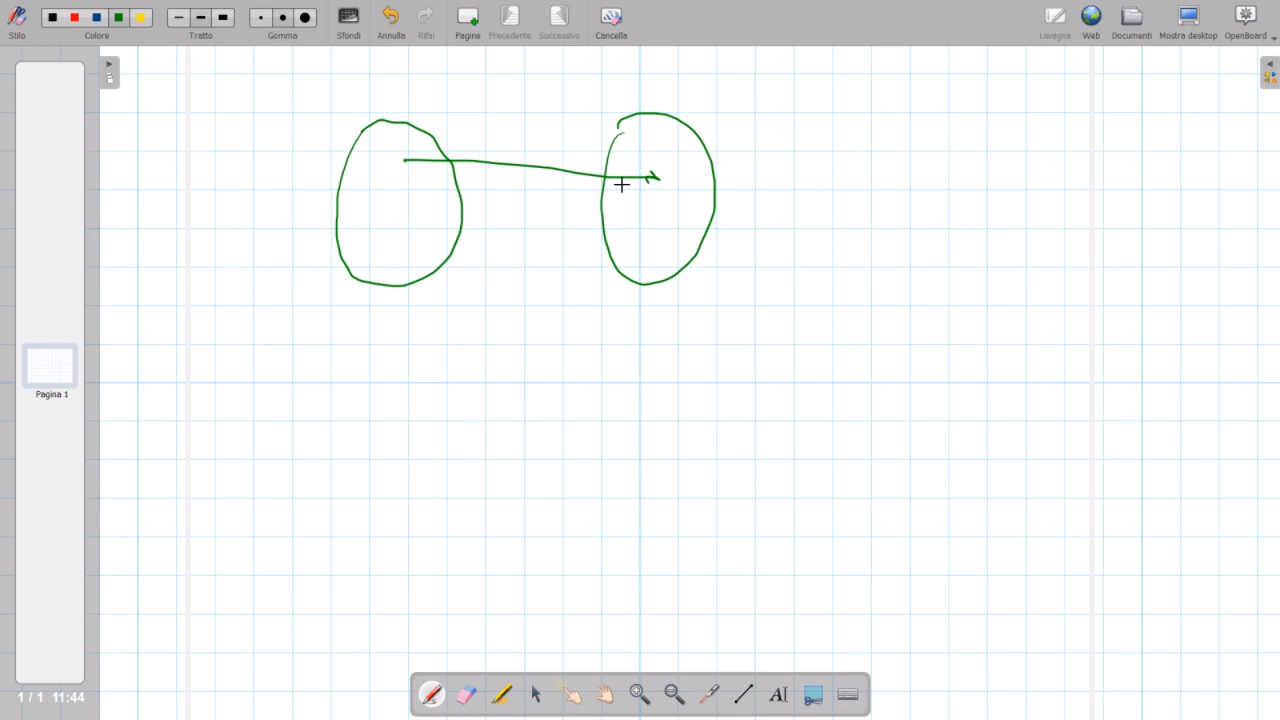 Stilo
Colore
Tratto
Gomma
Sfondi
Annulla
Rifai
Pagine
Precedente
Successivo
Cancella
Lavagna
Web
Documenti
Mostra desktop
OpenBoard
Pagina 1
1 / 1 11:44
AI